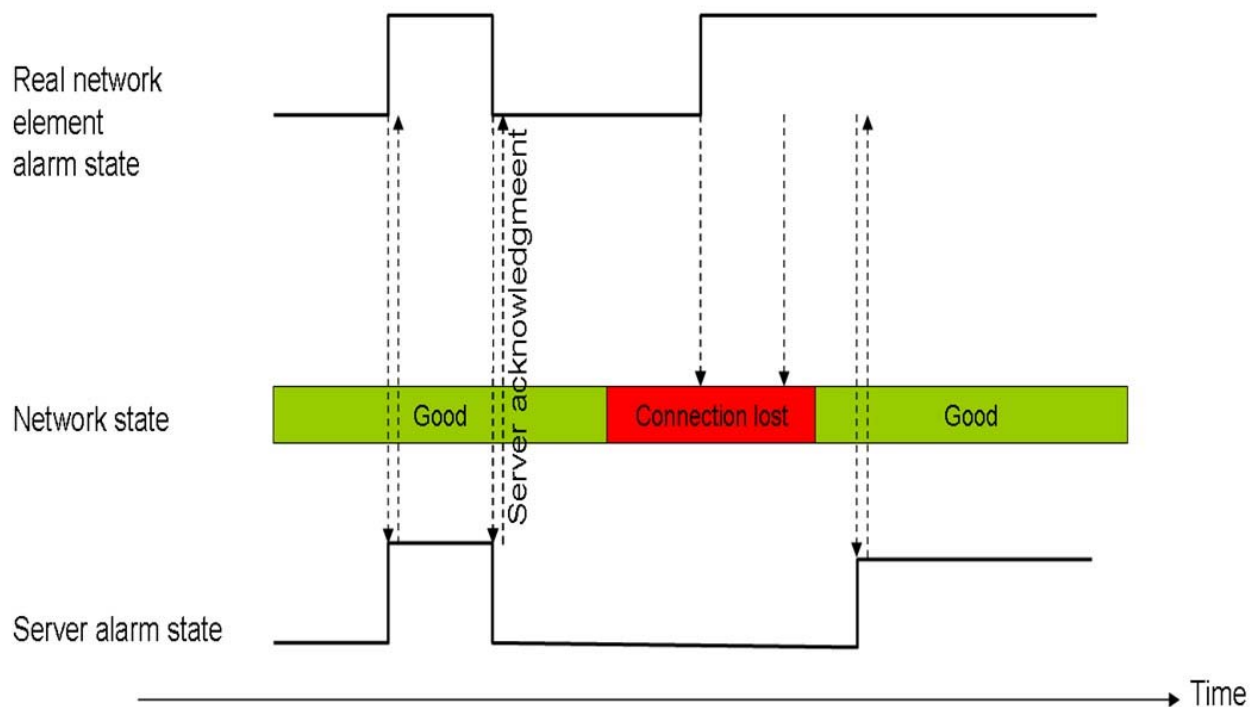 Real network
element
alarm state
Server acknowledgmeent
Network state
Good
Connection lost
Good
Server alarm state
Time